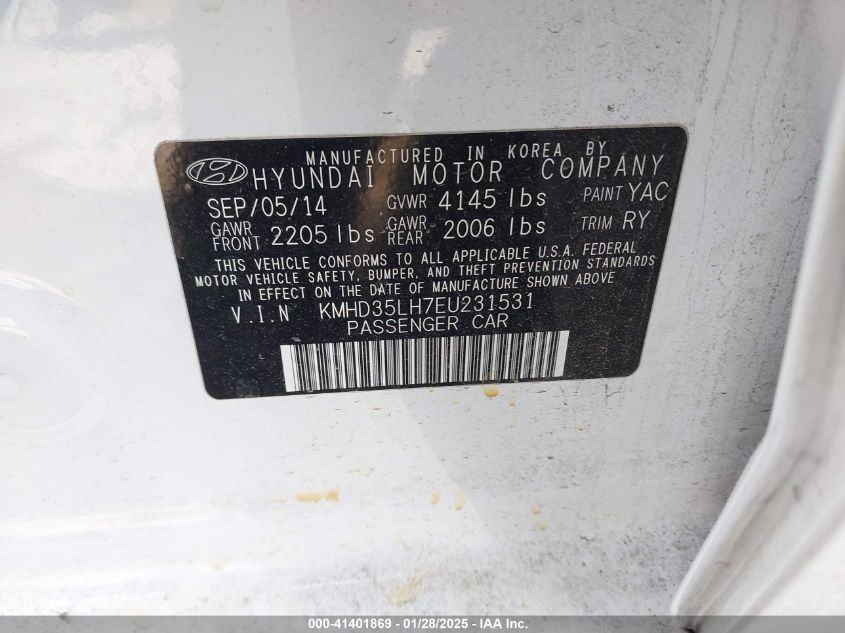 MANUFACTURED IN KOREA BY
HYUNDAI MOTOR COMPANY
SEP/05/14 GVWR 4145 lbs PAINT YAC
GAWR FRONT 2205 lbs GAWR REAR 2006 lbs TRIM RY
THIS VEHICLE CONFORMS TO ALL APPLICABLE U.S.A. FEDERAL
MOTOR VEHICLE SAFETY, BUMPER, AND THEFT PREVENTION STANDARDS
IN EFFECT ON THE DATE OF MANUFACTURE SHOWN ABOVE
V.I.N KMHD35LH7EU231531
PASSENGER CAR
000-41401869 | 01/28/2025 - IAA Inc.